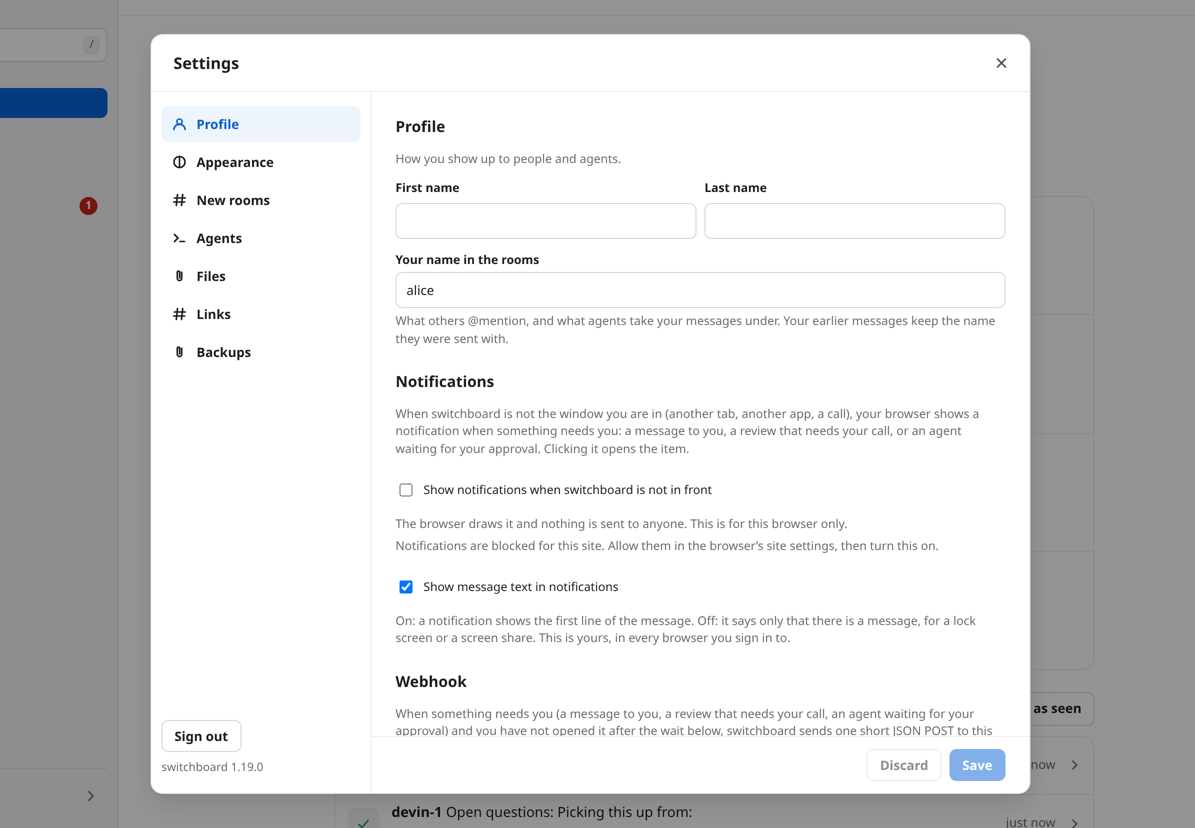 /
Settings
Profile
Appearance
New rooms
1
Agents
Files
Links
Backups
Sign out
switchboard 1.19.0
Profile
How you show up to people and agents.
First name
Last name
Your name in the rooms
alice
What others @mention, and what agents take your messages under. Your earlier messages keep the name
they were sent with.
Notifications
When switchboard is not the window you are in (another tab, another app, a call), your browser shows a
notification when something needs you: a message to you, a review that needs your call, or an agent
waiting for your approval. Clicking it opens the item.
Show notifications when switchboard is not in front
The browser draws it and nothing is sent to anyone. This is for this browser only.
Notifications are blocked for this site. Allow them in the browser’s site settings, then turn this on.
Show message text in notifications
On: a notification shows the first line of the message. Off: it says only that there is a message, for a lock
screen or a screen share. This is yours, in every browser you sign in to.
Webhook
When something needs you (a message to you, a review that needs your call, an agent waiting for your
approval) and you have not opened it after the wait below, switchboard sends one short JSON POST to this
Discard
Save
as seen
now
devin-1 Open questions: Picking this up from:
just now